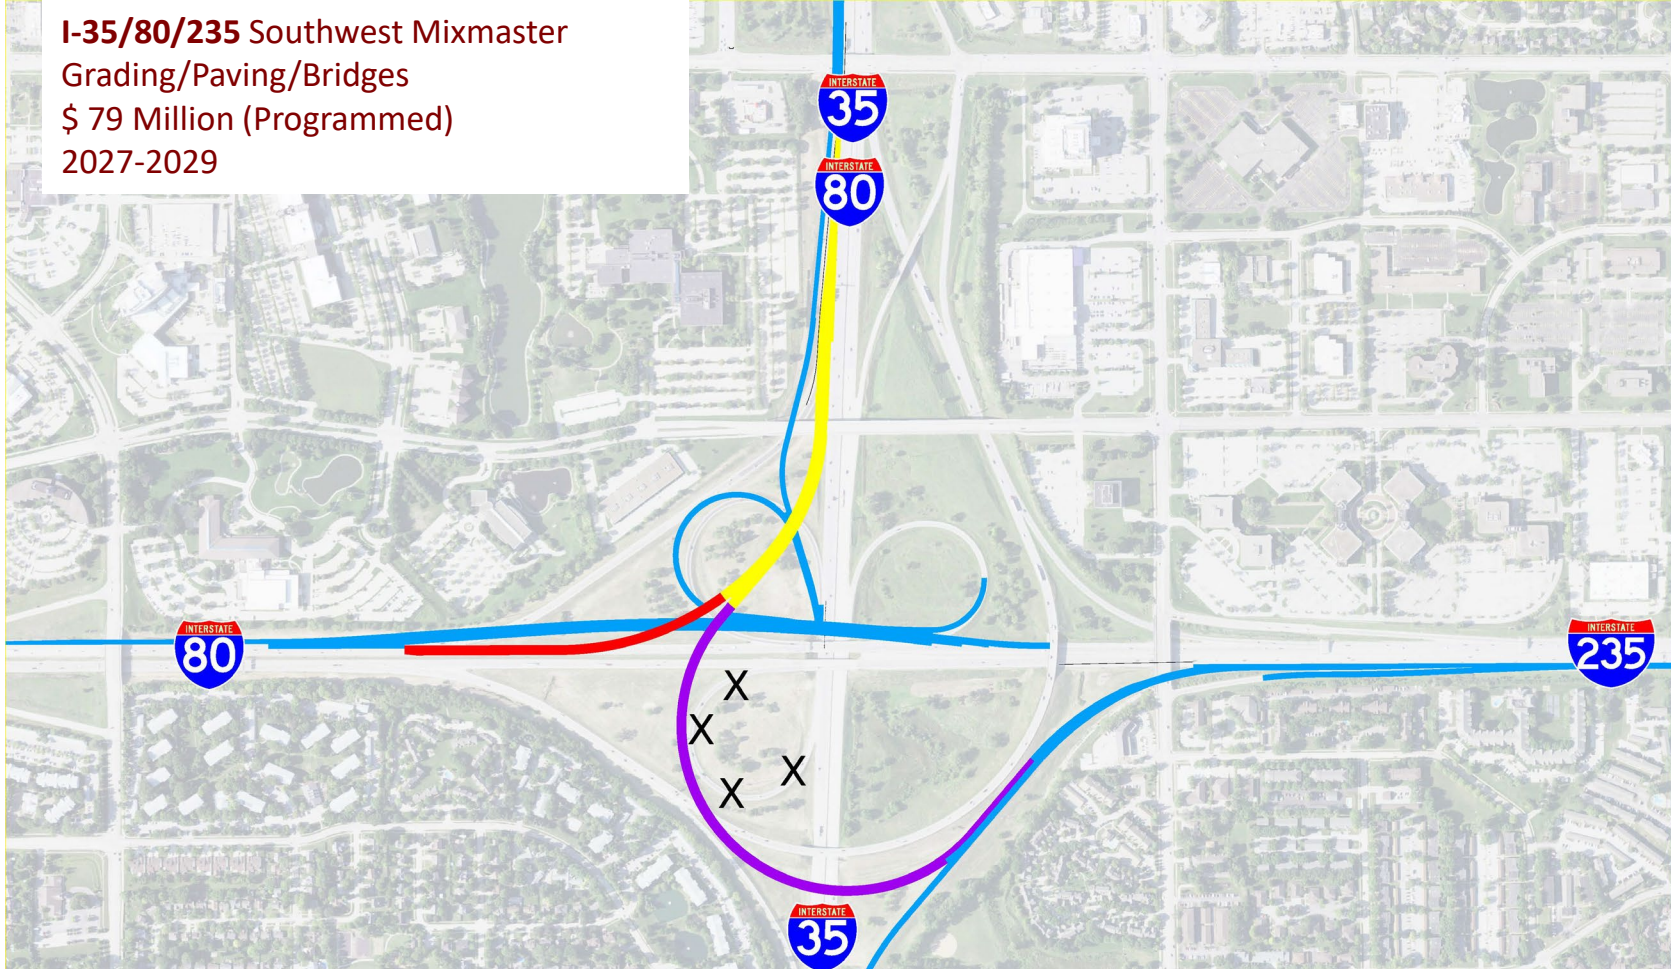 I-35/80/235 Southwest Mixmaster
Grading/Paving/Bridges
$ 79 Million (Programmed)
2027-2029
INTERSTATE
35
INTERSTATE
80
INTERSTATE
80
INTERSTATE
235
X
X
X
X
INTERSTATE
35